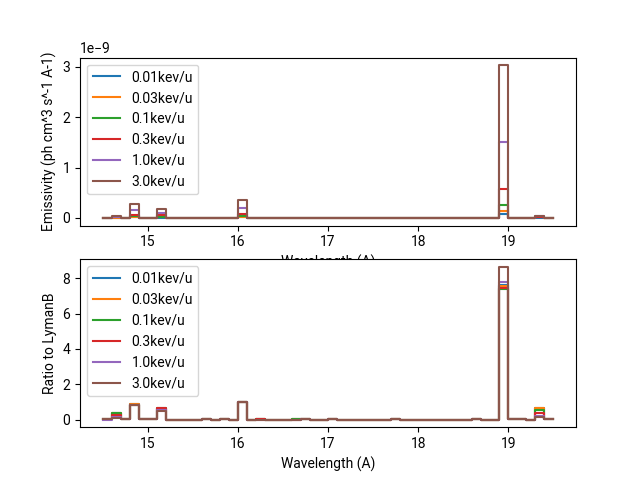 1e−9
Emissivity (ph cm^3 s^-1 A-1)
3
2
1
0
0.01kev/u
0.03kev/u
0.1kev/u
0.3kev/u
1.0kev/u
3.0kev/u
15 16 17 18 19
Wavelength (A)
Ratio to LymanB
8
6
4
2
0
0.01kev/u
0.03kev/u
0.1kev/u
0.3kev/u
1.0kev/u
3.0kev/u
15 16 17 18 19
Wavelength (A)